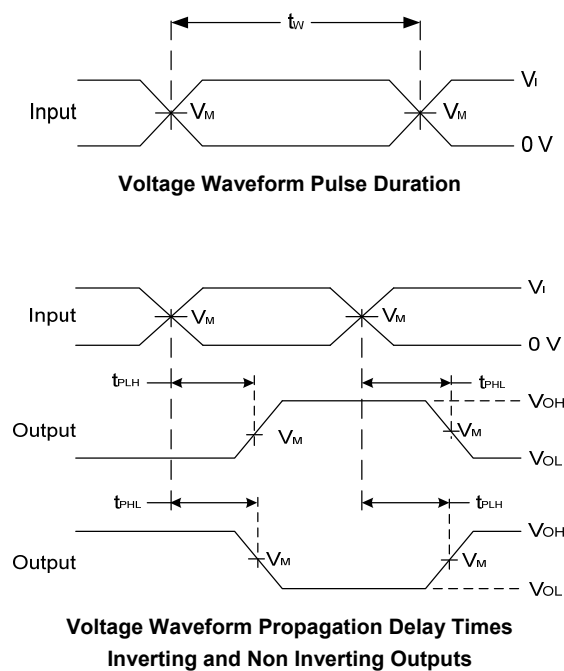 tW
VI
Input
VM
VM
0 V
Voltage Waveform Pulse Duration
VI
Input
VM
VM
0 V
tPLH
tPHL
VOH
Output
VM
VM
VOL
tPHL
tPLH
VOH
Output
VM
VM
VOL
Voltage Waveform Propagation Delay Times
Inverting and Non Inverting Outputs